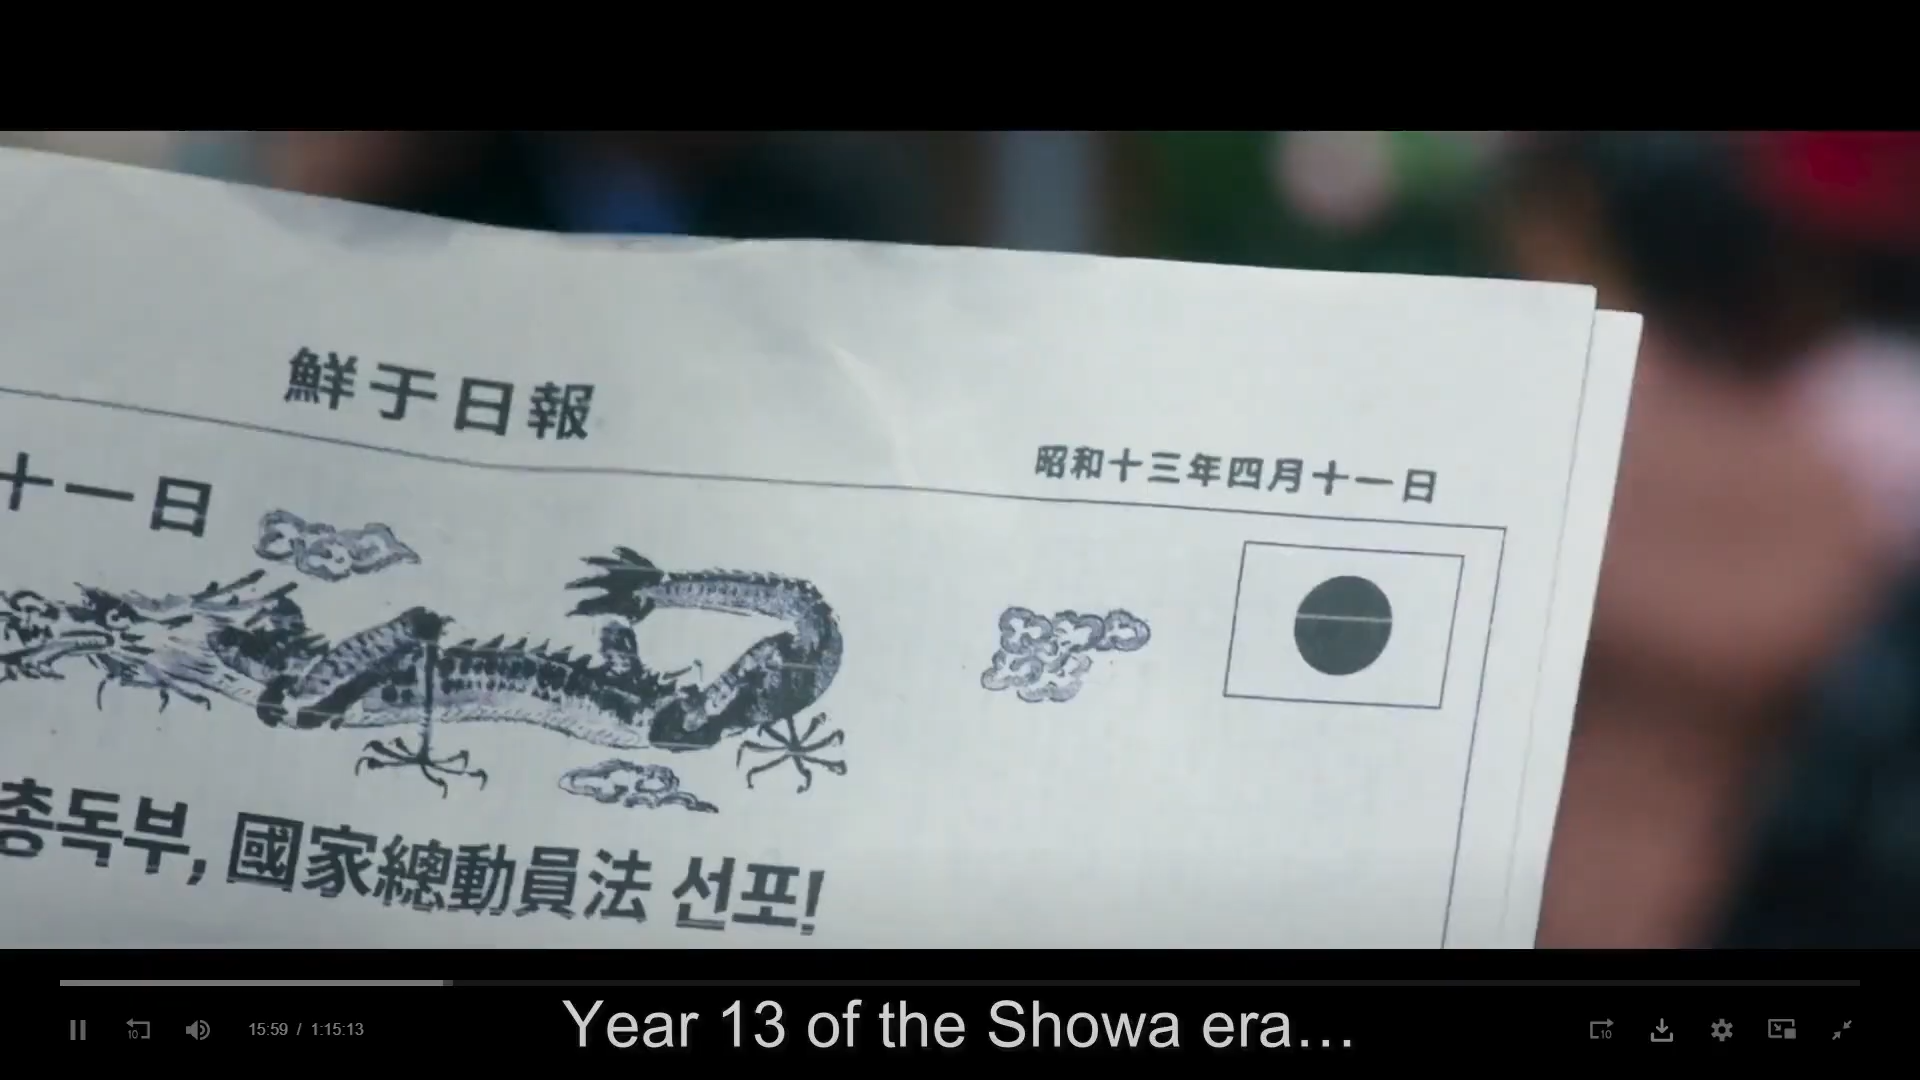 鮮于日報
昭和十三年四月十一日
十一日
총독부, 國家總動員法 선포!
15:59 / 1:15:13
Year 13 of the Showa era...
10
10